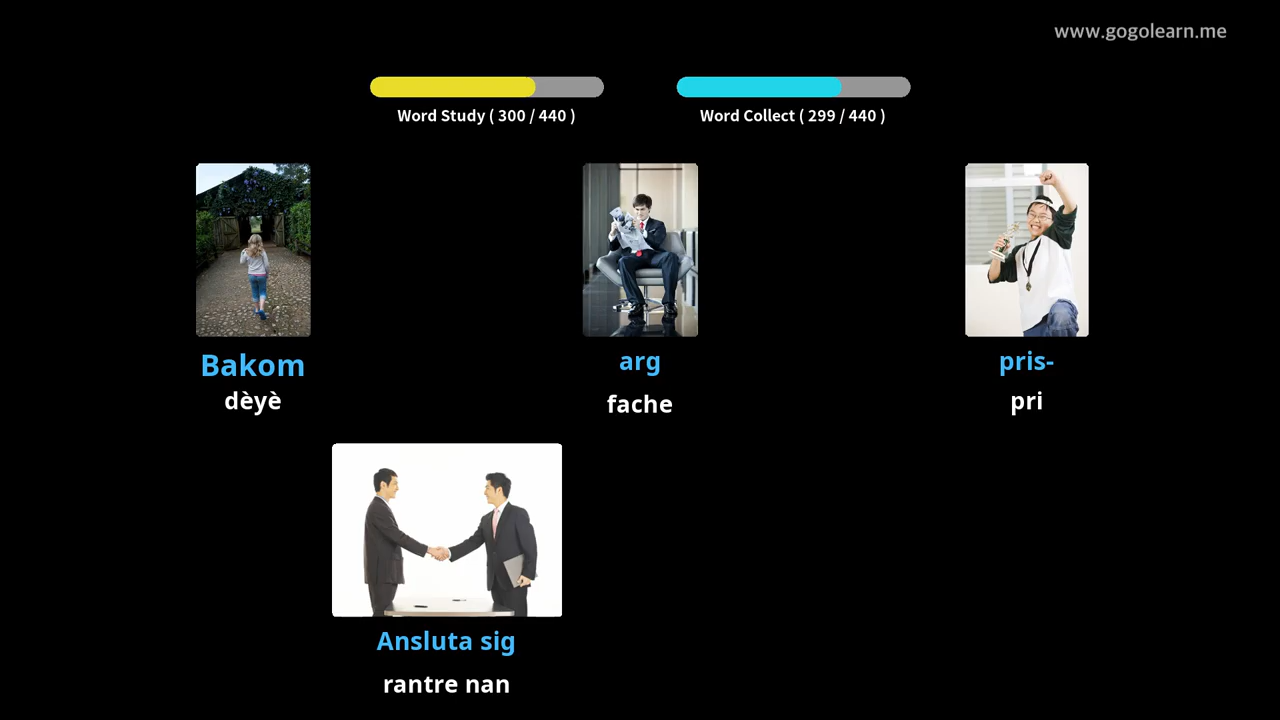 www.gogolearn.me
Word Study ( 300 / 440 )
Word Collect ( 299 / 440 )
Bakom
dèyè
arg
fache
pris-
pri
Ansluta sig
rantre nan